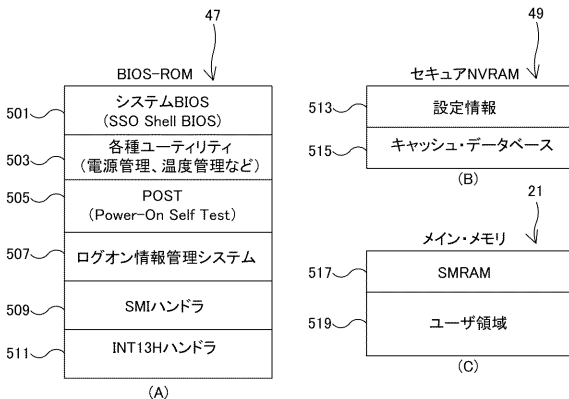 47
BIOS-ROM
501
システムBIOS
(SSO Shell BIOS)
503
各種ユーティリティ
(電源管理、温度管理など)
505
POST
(Power-On Self Test)
507
ログオン情報管理システム
509
SMIハンドラ
511
INT13Hハンドラ
(A)
49
セキュアNVRAM
513
設定情報
515
キャッシュ・データベース
(B)
21
メイン・メモリ
517
SMRAM
519
ユーザ領域
(C)